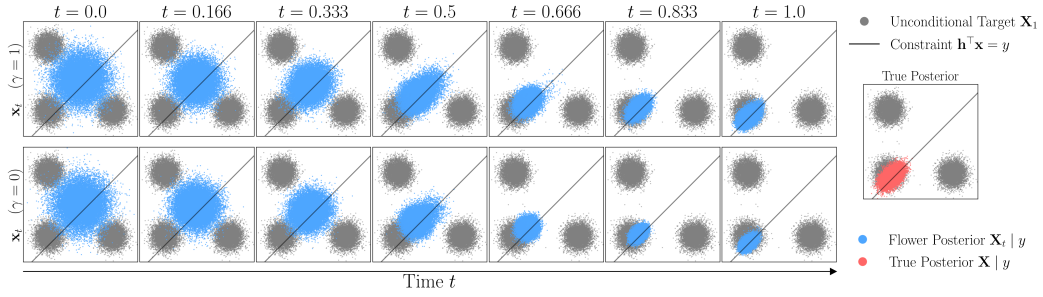 t = 0.0
t = 0.166
t = 0.333
t = 0.5
t = 0.666
t = 0.833
t = 1.0
x_t (γ = 1)
x_t (γ = 0)
Time t
Unconditional Target X₁
Constraint h^⊤x = y
True Posterior
Flower Posterior X_t | y
True Posterior X | y